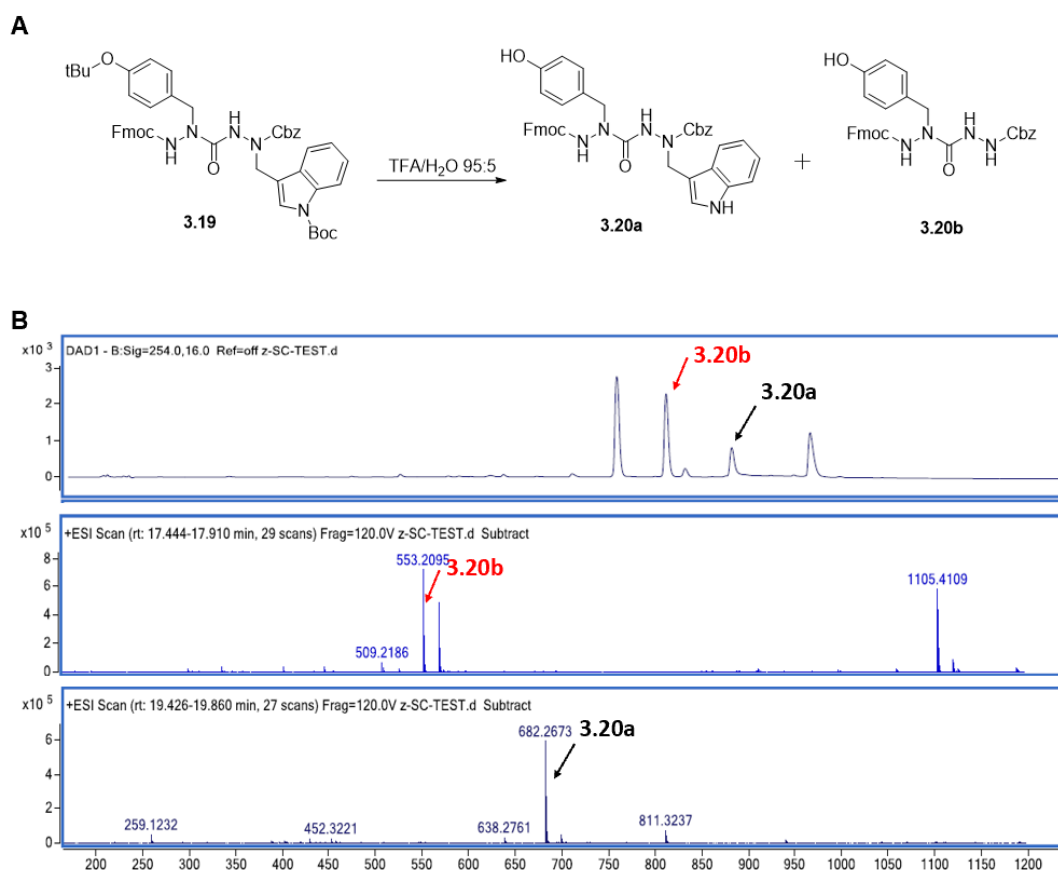 A
tBu
O
HO
HO
Fmoc
N
H
N
O
H
N
N
Cbz
N
Boc
3.19
TFA/H₂O 95:5
Fmoc
N
H
N
O
H
N
N
Cbz
NH
3.20a
+
Fmoc
N
H
N
O
H
N
N
H
Cbz
3.20b
B
x10 3
DAD1 - B:Sig=254.0,16.0 Ref=off z-SC-TEST.d
3.20b
3.20a
3
2
1
0
x10 5
+ESI Scan (rt: 17.444-17.910 min, 29 scans) Frag=120.0V z-SC-TEST.d Subtract
8
6
4
2
0
553.2095
3.20b
509.2186
1105.4109
x10 5
+ESI Scan (rt: 19.426-19.860 min, 27 scans) Frag=120.0V z-SC-TEST.d Subtract
6
4
2
0
682.2673
3.20a
259.1232
452.3221
638.2761
811.3237
200 250 300 350 400 450 500 550 600 650 700 750 800 850 900 950 1000 1050 1100 1150 1200